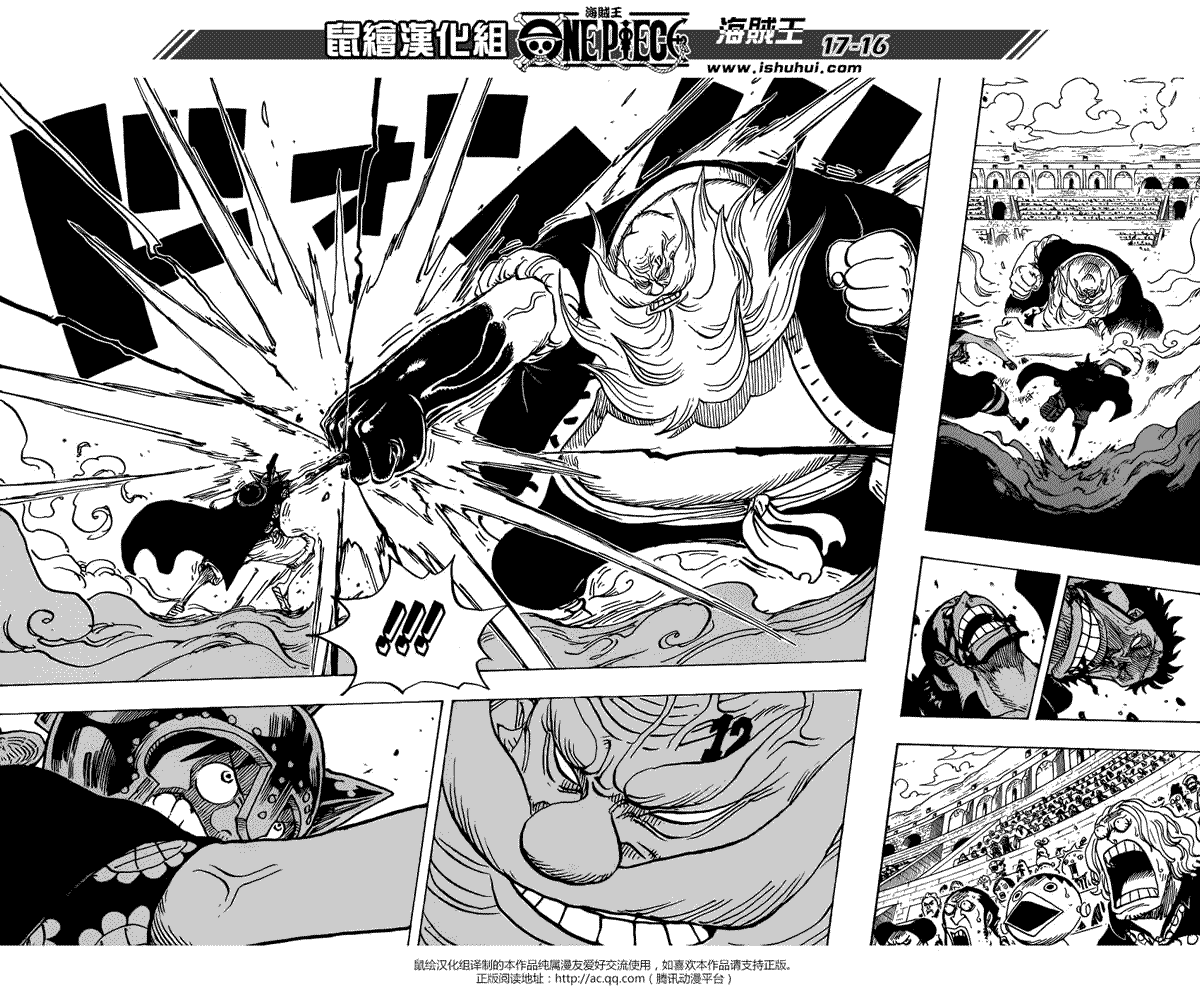 鼠繪漢化組
海賊王
ONE PIECE
海賊王
17-16
www.ishuhui.com
ドォン
!!!
12
鼠绘汉化组译制的本作品纯属漫友爱好交流使用，如喜欢本作品请支持正版。
正版阅读地址：http://ac.qq.com（腾讯动漫平台）